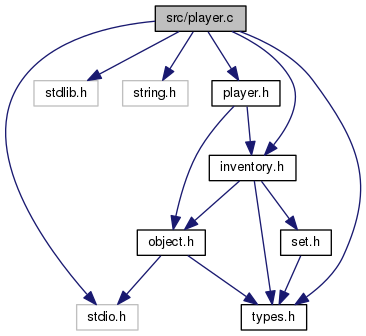 src/player.c
stdlib.h
string.h
player.h
inventory.h
object.h
set.h
stdio.h
types.h